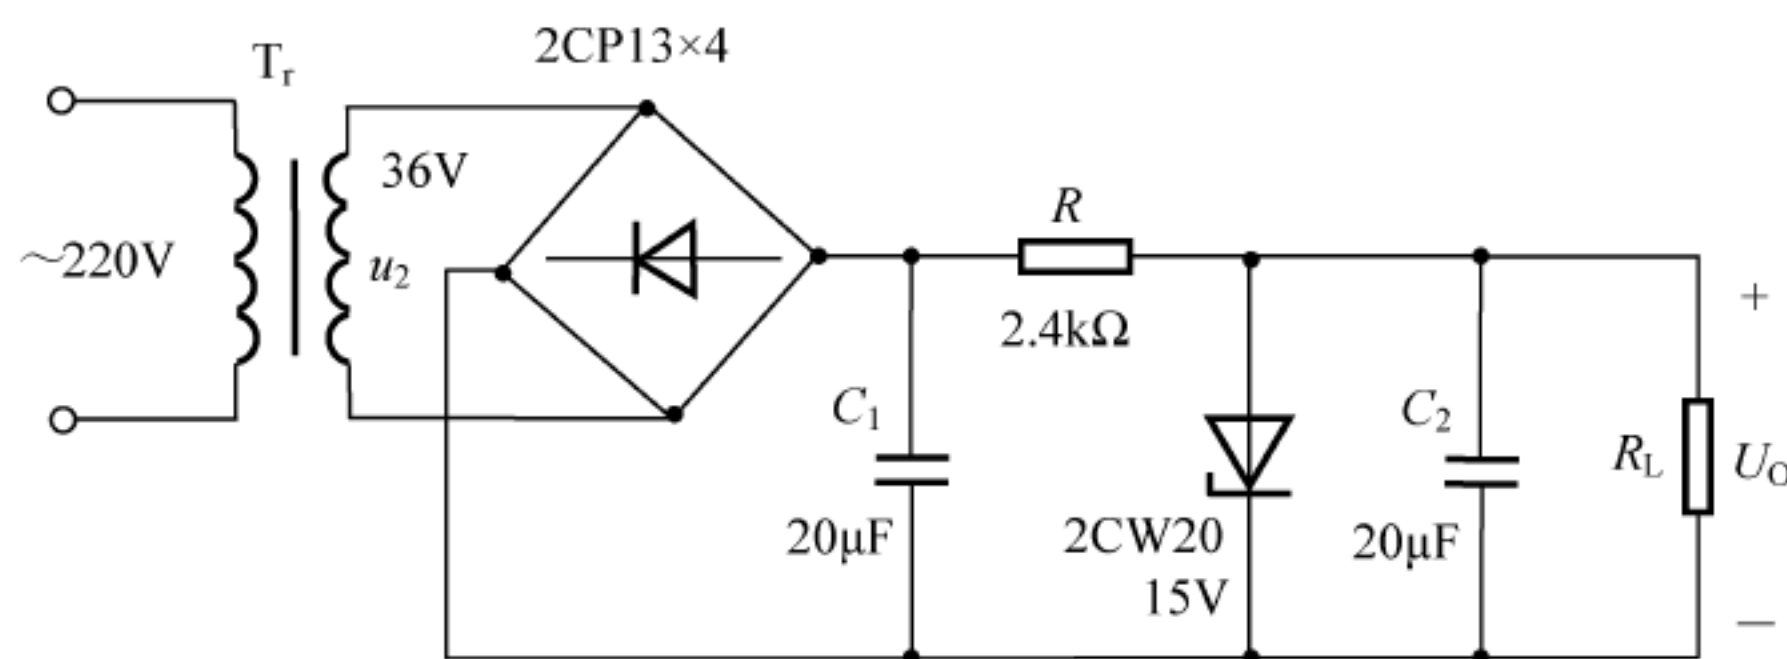 2CP13×4
Tr
36V
~220V
u2
R
2.4kΩ
C1
20μF
2CW20
15V
C2
20μF
RL
+
UO
—